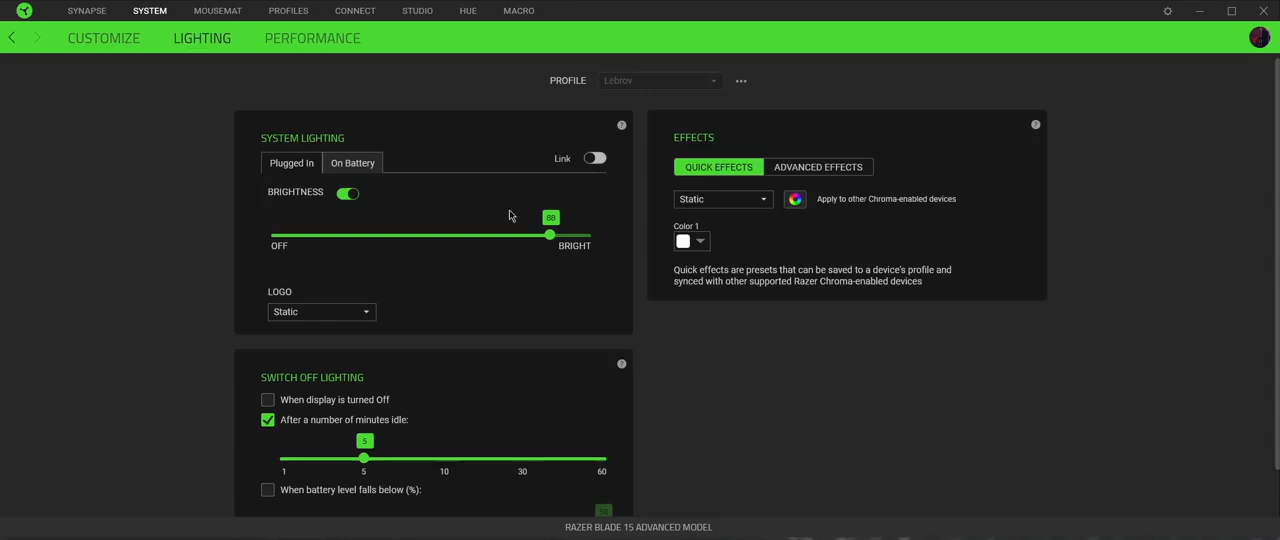 SYNAPSE SYSTEM MOUSEMAT PROFILES CONNECT STUDIO HUE MACRO
CUSTOMIZE LIGHTING PERFORMANCE
PROFILE Lebrov
SYSTEM LIGHTING
Plugged In On Battery Link
BRIGHTNESS
88
OFF BRIGHT
LOGO
Static
EFFECTS
QUICK EFFECTS ADVANCED EFFECTS
Static Apply to other Chroma-enabled devices
Color 1
Quick effects are presets that can be saved to a device's profile and
synced with other supported Razer Chroma-enabled devices
SWITCH OFF LIGHTING
When display is turned Off
After a number of minutes idle:
5
1 5 10 30 60
When battery level falls below (%):
50
RAZER BLADE 15 ADVANCED MODEL